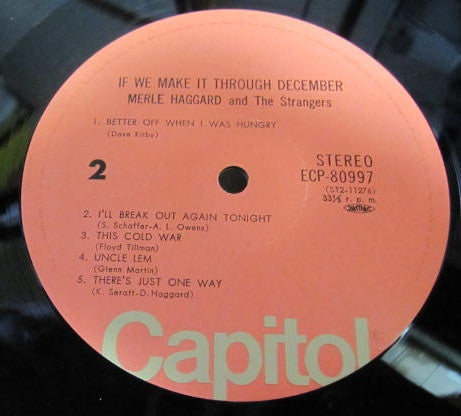 IF WE MAKE IT THROUGH DECEMBER
MERLE HAGGARD and The Strangers
1. BETTER OFF WHEN I WAS HUNGRY
(Dave Kirby)
2
STEREO
ECP-80997
(ST2-11276)
33⅓ r. p. m.
2. I'LL BREAK OUT AGAIN TONIGHT
(S. Schaffer-A. L. Owens)
3. THIS COLD WAR
(Floyd Tillman)
4. UNCLE LEM
(Glenn Martin)
5. THERE'S JUST ONE WAY
(K. Seratt-D. Haggard)
Capitol